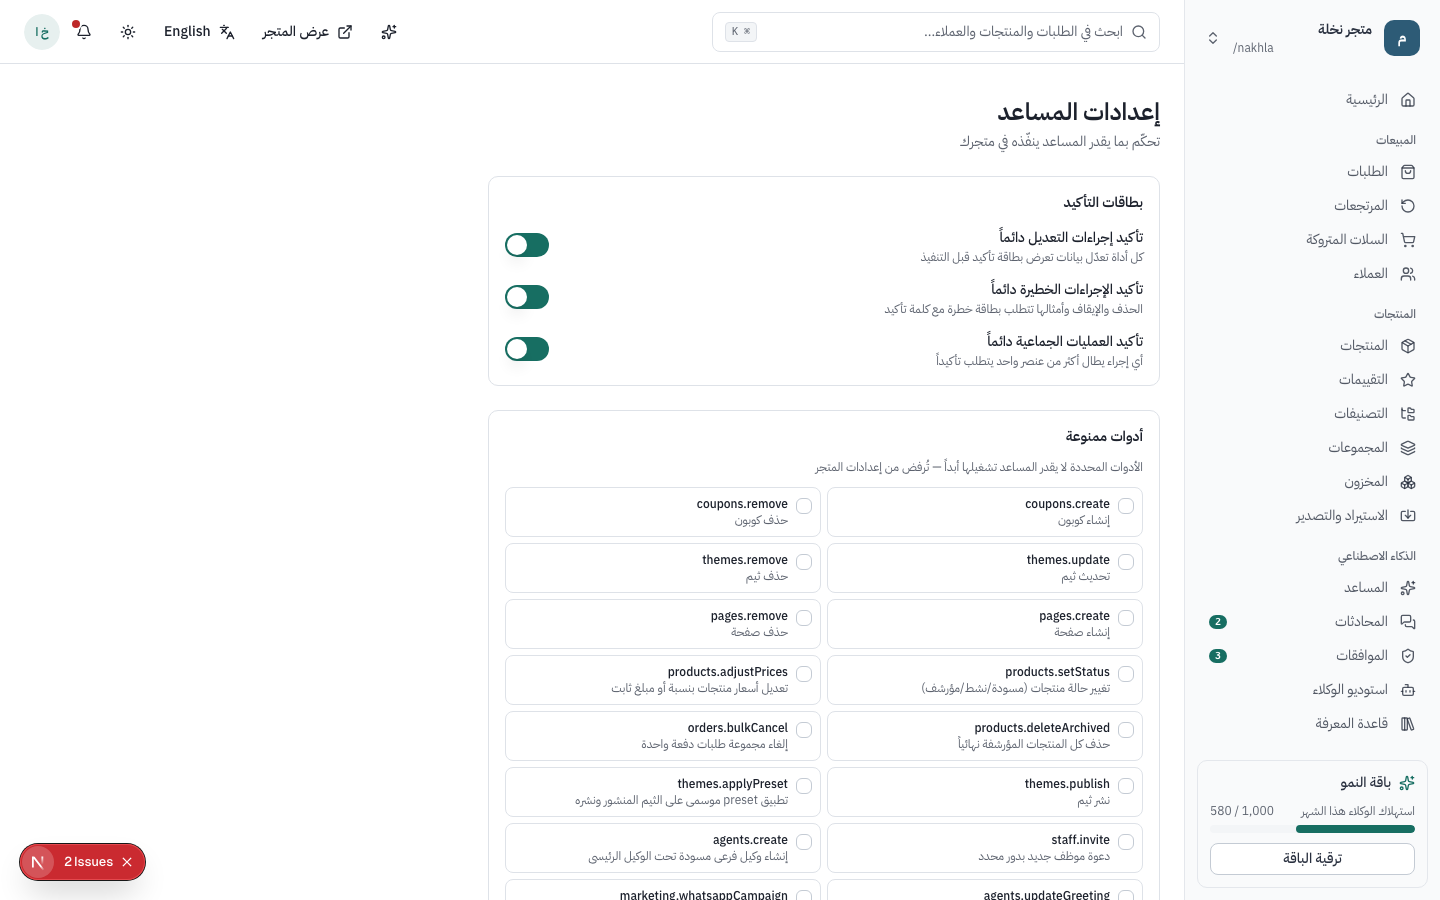 متجر نخلة
/nakhla
م
ابحث في الطلبات والمنتجات والعملاء...
⌘ K
عرض المتجر
English
خ ا
الرئيسية
المبيعات
الطلبات
المرتجعات
السلات المتروكة
العملاء
المنتجات
المنتجات
التقييمات
التصنيفات
المجموعات
المخزون
الاستيراد والتصدير
الذكاء الاصطناعي
المساعد
المحادثات
2
الموافقات
3
استوديو الوكلاء
قاعدة المعرفة
باقة النمو
استهلاك الوكلاء هذا الشهر
580 / 1,000
ترقية الباقة
إعدادات المساعد
تحكّم بما يقدر المساعد ينفّذه في متجرك
بطاقات التأكيد
تأكيد إجراءات التعديل دائماً
كل أداة تعدّل بيانات تعرض بطاقة تأكيد قبل التنفيذ
تأكيد الإجراءات الخطيرة دائماً
الحذف والإيقاف وأمثالها تتطلب بطاقة خطرة مع كلمة تأكيد
تأكيد العمليات الجماعية دائماً
أي إجراء يطال أكثر من عنصر واحد يتطلب تأكيداً
أدوات ممنوعة
الأدوات المحددة لا يقدر المساعد تشغيلها أبداً — تُرفض من إعدادات المتجر
coupons.create
إنشاء كوبون
coupons.remove
حذف كوبون
themes.update
تحديث ثيم
themes.remove
حذف ثيم
pages.create
إنشاء صفحة
pages.remove
حذف صفحة
products.setStatus
تغيير حالة منتجات (مسودة/نشط/مؤرشف)
products.adjustPrices
تعديل أسعار منتجات بنسبة أو مبلغ ثابت
products.deleteArchived
حذف كل المنتجات المؤرشفة نهائياً
orders.bulkCancel
إلغاء مجموعة طلبات دفعة واحدة
themes.publish
نشر ثيم
themes.applyPreset
تطبيق preset موسمي على الثيم المنشور ونشره
staff.invite
دعوة موظف جديد بدور محدد
agents.create
إنشاء وكيل فرعي مسودة تحت الوكيل الرئيسي
agents.updateGreeting
marketing.whatsappCampaign
N
2 Issues